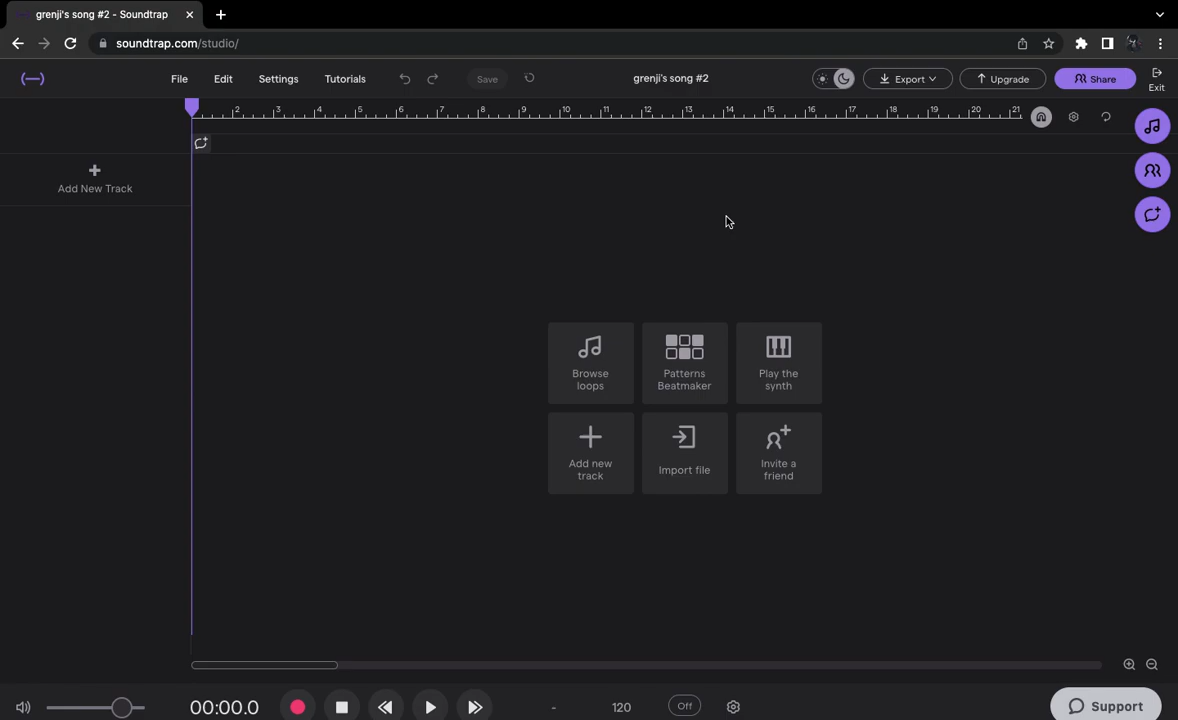 grenji's song #2 - Soundtrap
soundtrap.com/studio/
File
Edit
Settings
Tutorials
Save
grenji's song #2
Export
Upgrade
Share
Exit
2 3 4 5 6 7 8 9 10 11 12 13 14 15 16 17 18 19 20 21
Add New Track
Browse
loops
Patterns
Beatmaker
Play the
synth
Add new
track
Import file
Invite a
friend
00:00.0
-
120
Off
Support